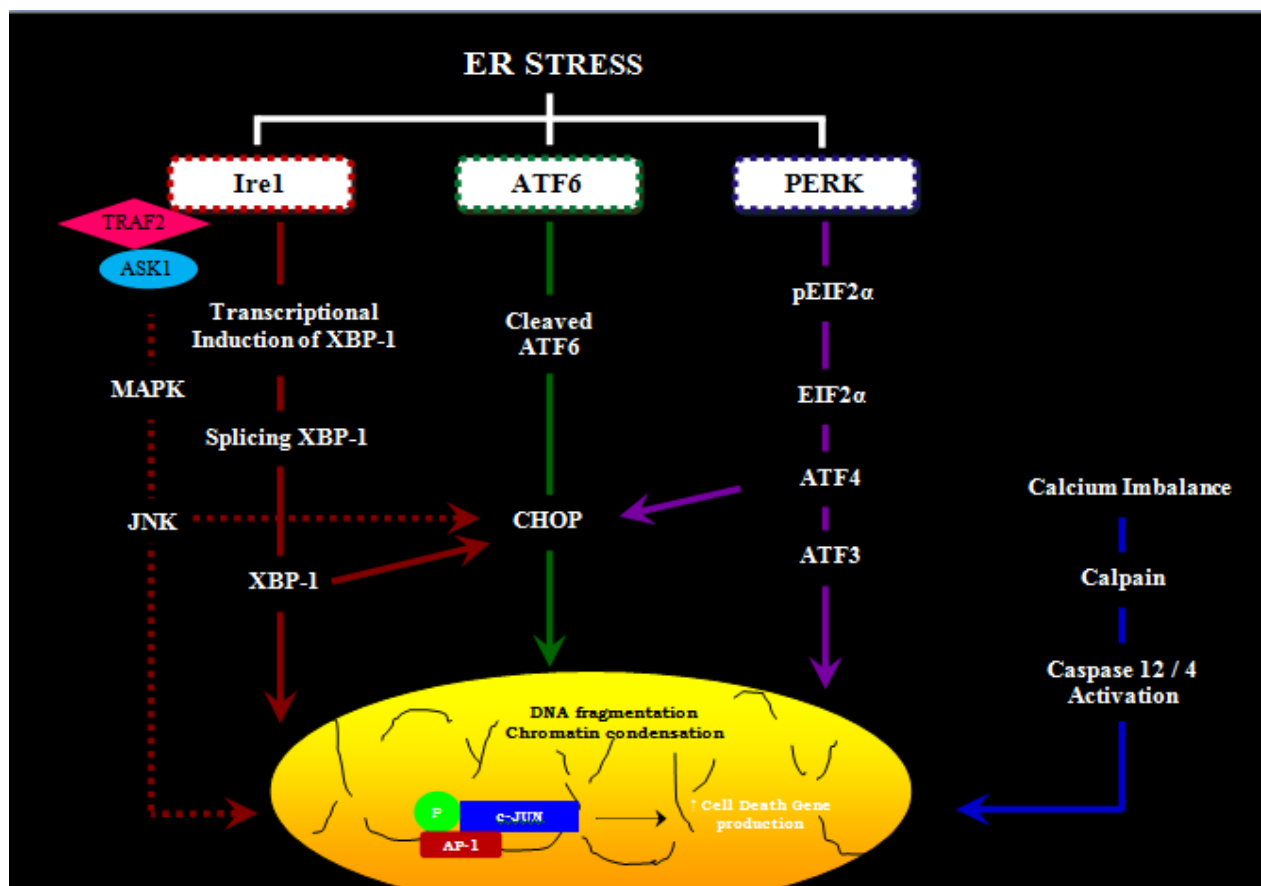 ER STRESS
Ire1
ATF6
PERK
TRAF2
ASK1
Transcriptional
Induction of XBP-1
Cleaved
ATF6
pEIF2α
MAPK
EIF2α
Splicing XBP-1
ATF4
Calcium Imbalance
JNK
CHOP
ATF3
XBP-1
Calpain
Caspase 12 / 4
Activation
DNA fragmentation
Chromatin condensation
P
c-JUN
AP-1
↑ Cell Death Gene
production